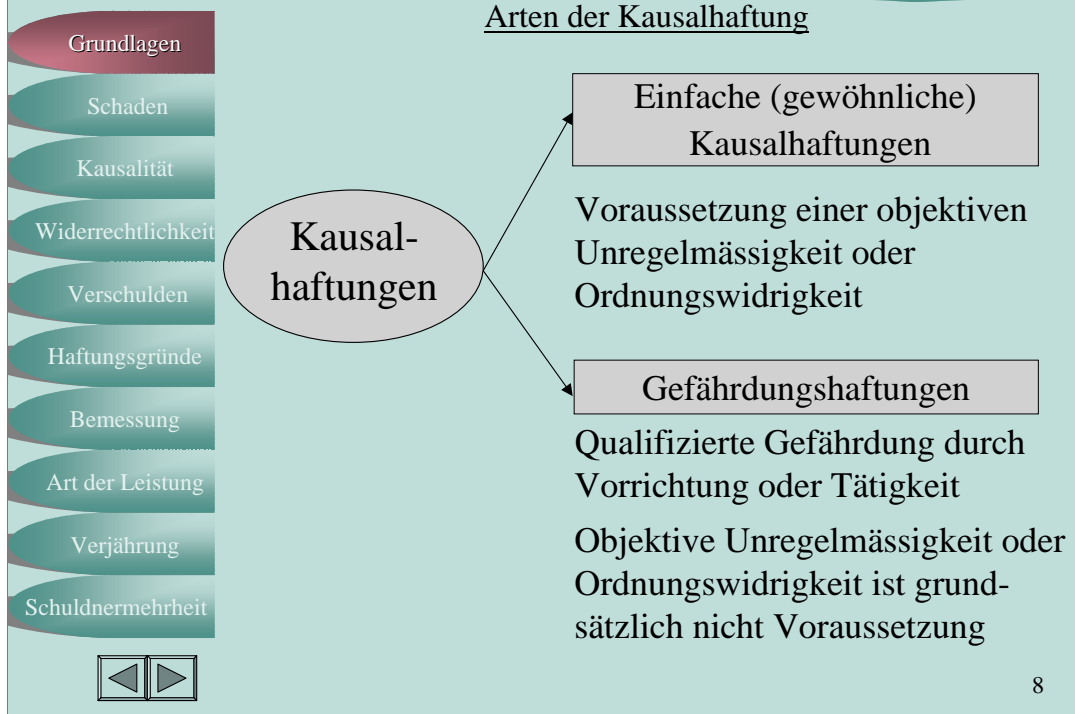 Arten der Kausalhaftung
Grundlagen
Schaden
Kausalität
Widerrechtlichkeit
Verschulden
Haftungsgründe
Bemessung
Art der Leistung
Verjährung
Schuldnermehrheit
Kausal-
haftungen
Einfache (gewöhnliche)
Kausalhaftungen
Voraussetzung einer objektiven
Unregelmässigkeit oder
Ordnungswidrigkeit
Gefährdungshaftungen
Qualifizierte Gefährdung durch
Vorrichtung oder Tätigkeit
Objektive Unregelmässigkeit oder
Ordnungswidrigkeit ist grund-
sätzlich nicht Voraussetzung
8